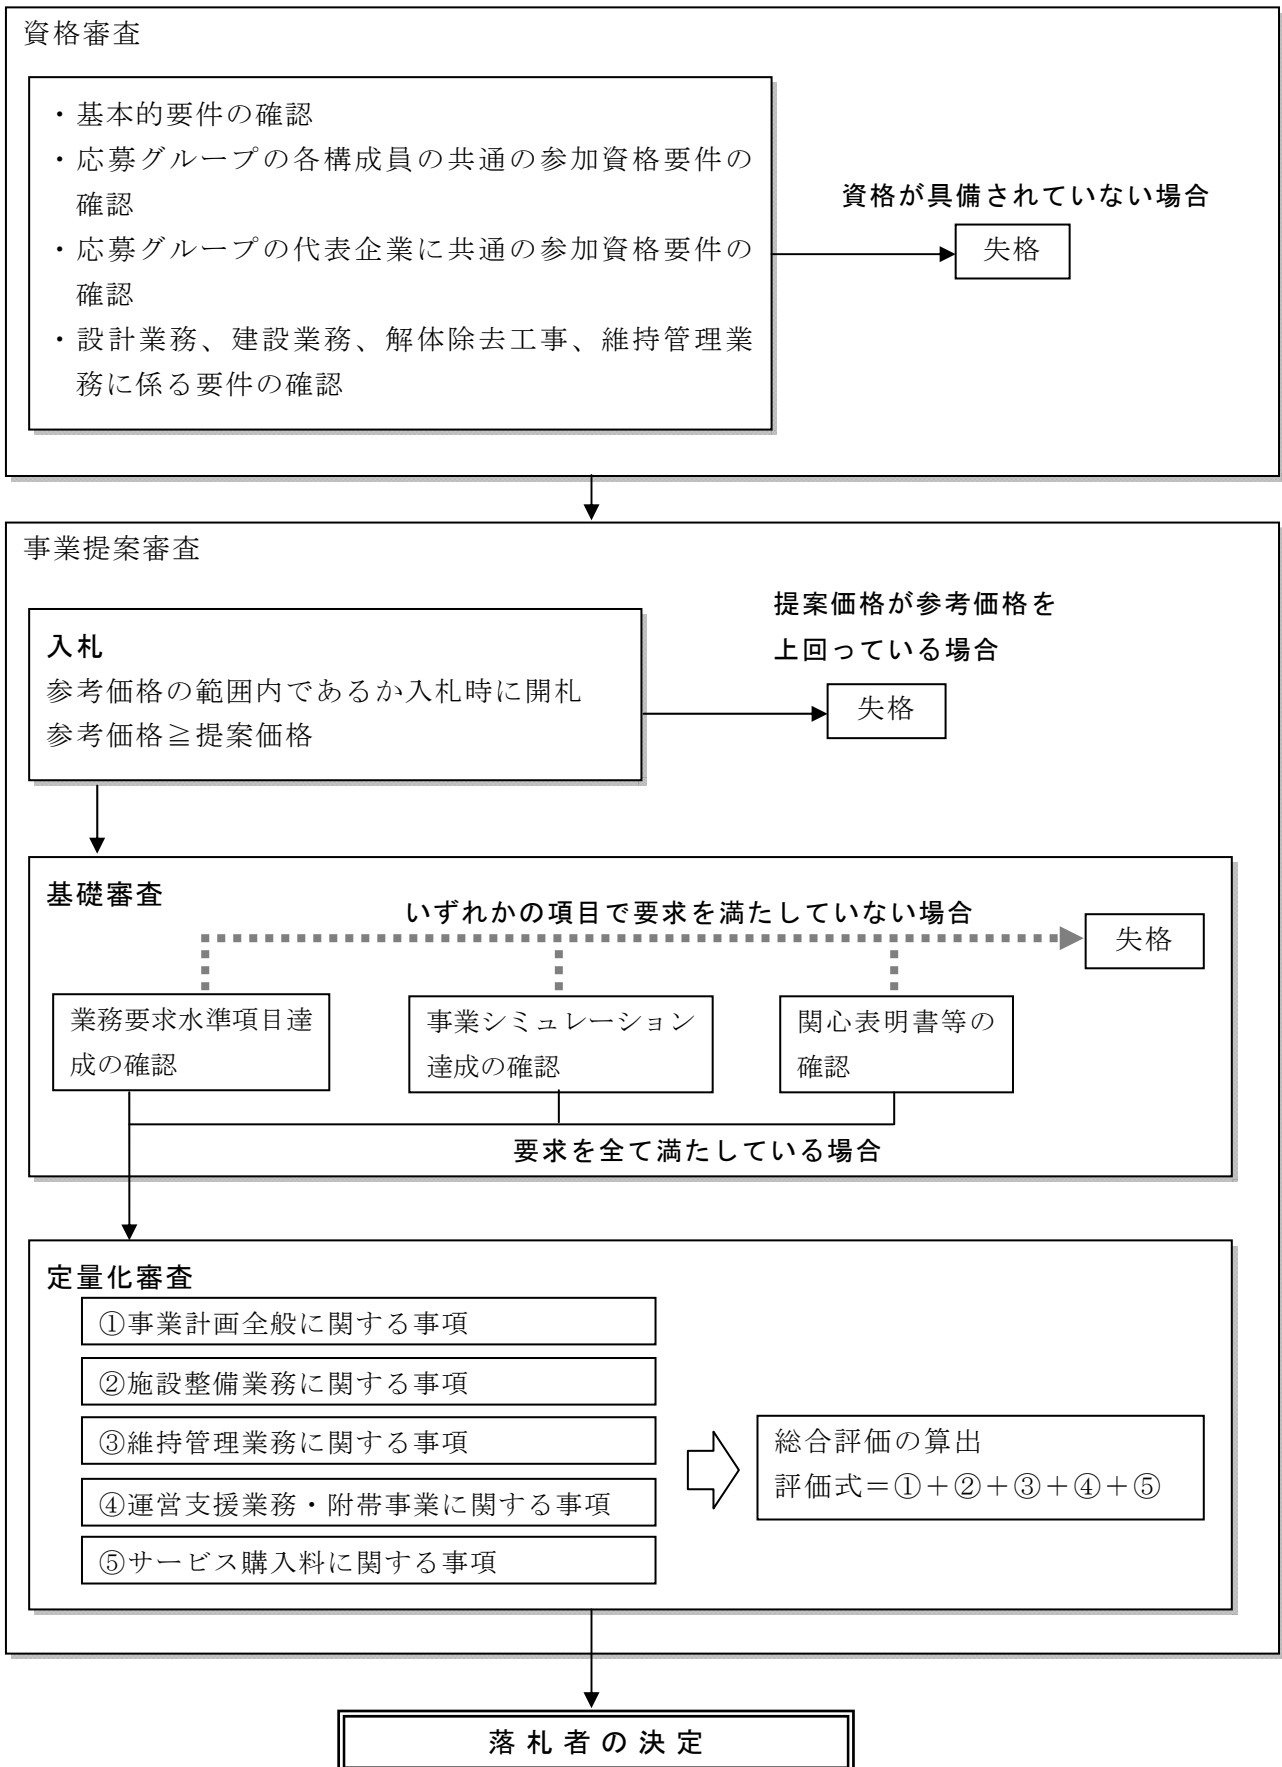 資格審査
・基本的要件の確認
・応募グループの各構成員の共通の参加資格要件の
確認
・応募グループの代表企業に共通の参加資格要件の
確認
・設計業務、建設業務、解体除去工事、維持管理業
務に係る要件の確認
資格が具備されていない場合
失格
事業提案審査
入札
参考価格の範囲内であるか入札時に開札
参考価格≧提案価格
提案価格が参考価格を
上回っている場合
失格
基礎審査
いずれかの項目で要求を満たしていない場合
失格
業務要求水準項目達
成の確認
事業シミュレーション
達成の確認
関心表明書等の
確認
要求を全て満たしている場合
定量化審査
①事業計画全般に関する事項
②施設整備業務に関する事項
③維持管理業務に関する事項
④運営支援業務・附帯事業に関する事項
⑤サービス購入料に関する事項
総合評価の算出
評価式＝①＋②＋③＋④＋⑤
落札者の決定